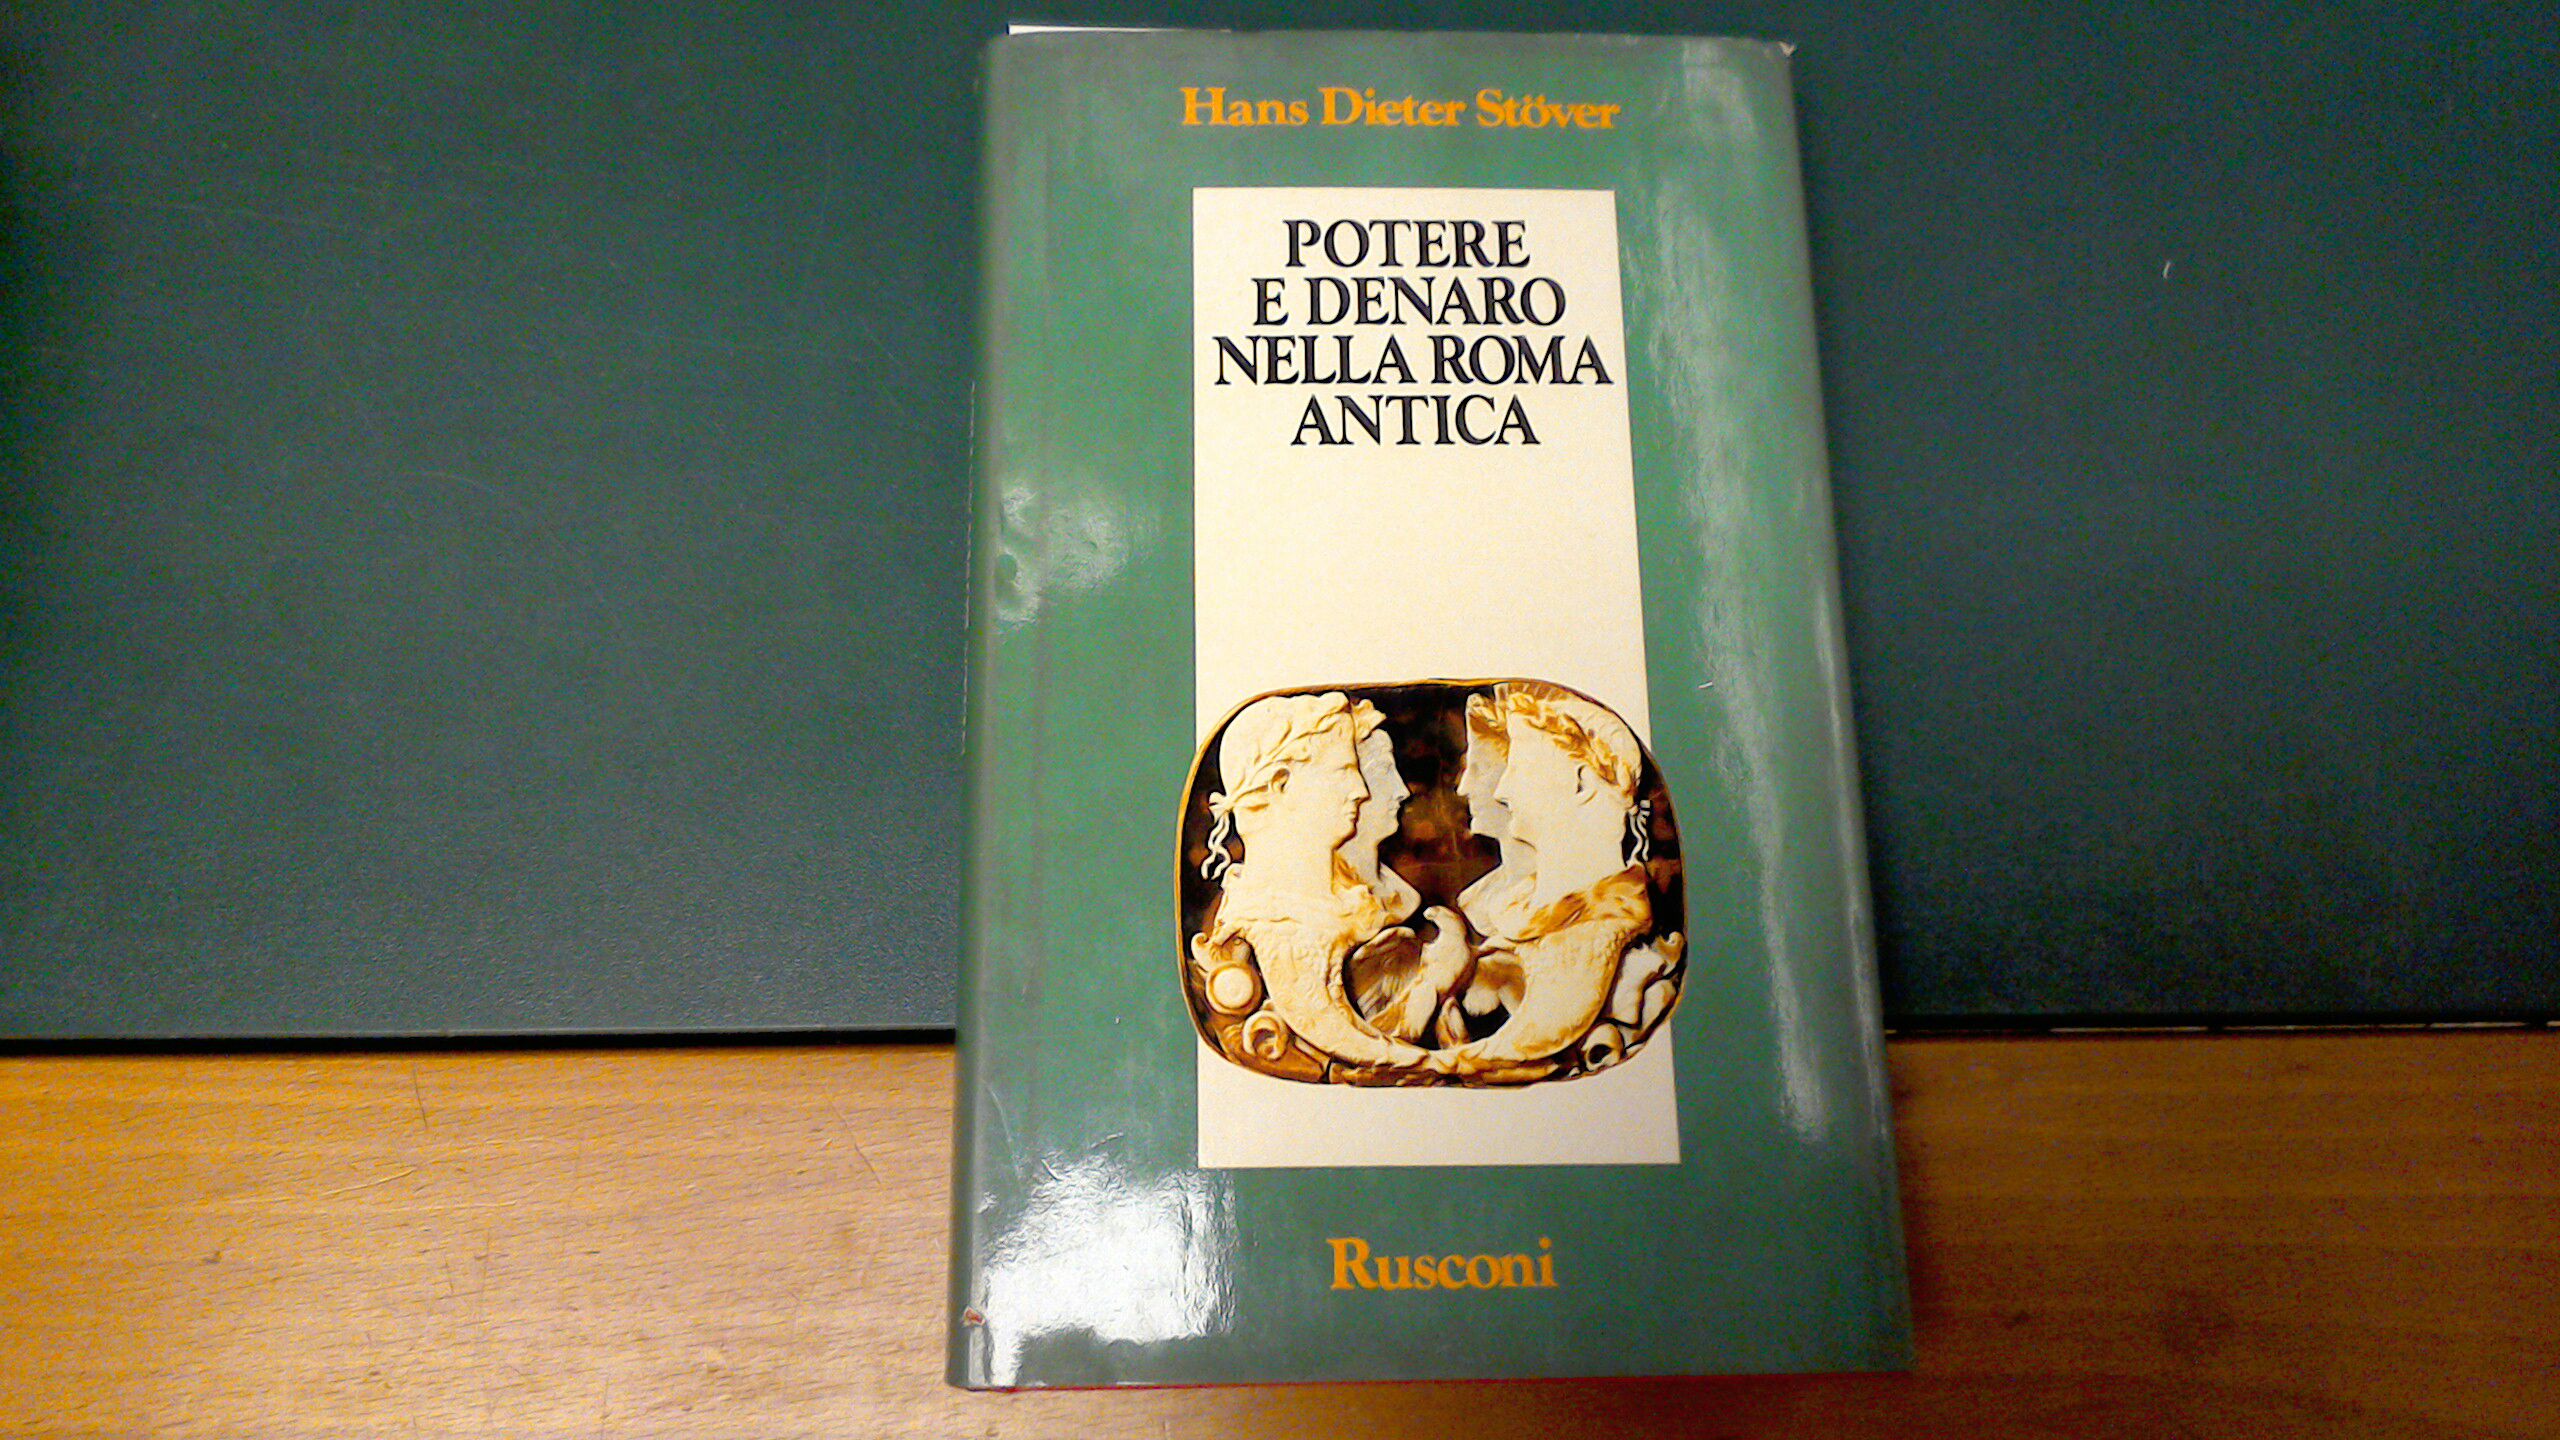 Hans Dieter Stöver
POTERE
E DENARO
NELLA ROMA
ANTICA
Rusconi